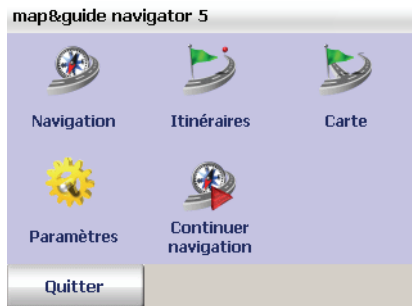 map&guide navigator 5
Navigation
Itinéraires
Carte
Paramètres
Continuer
navigation
Quitter